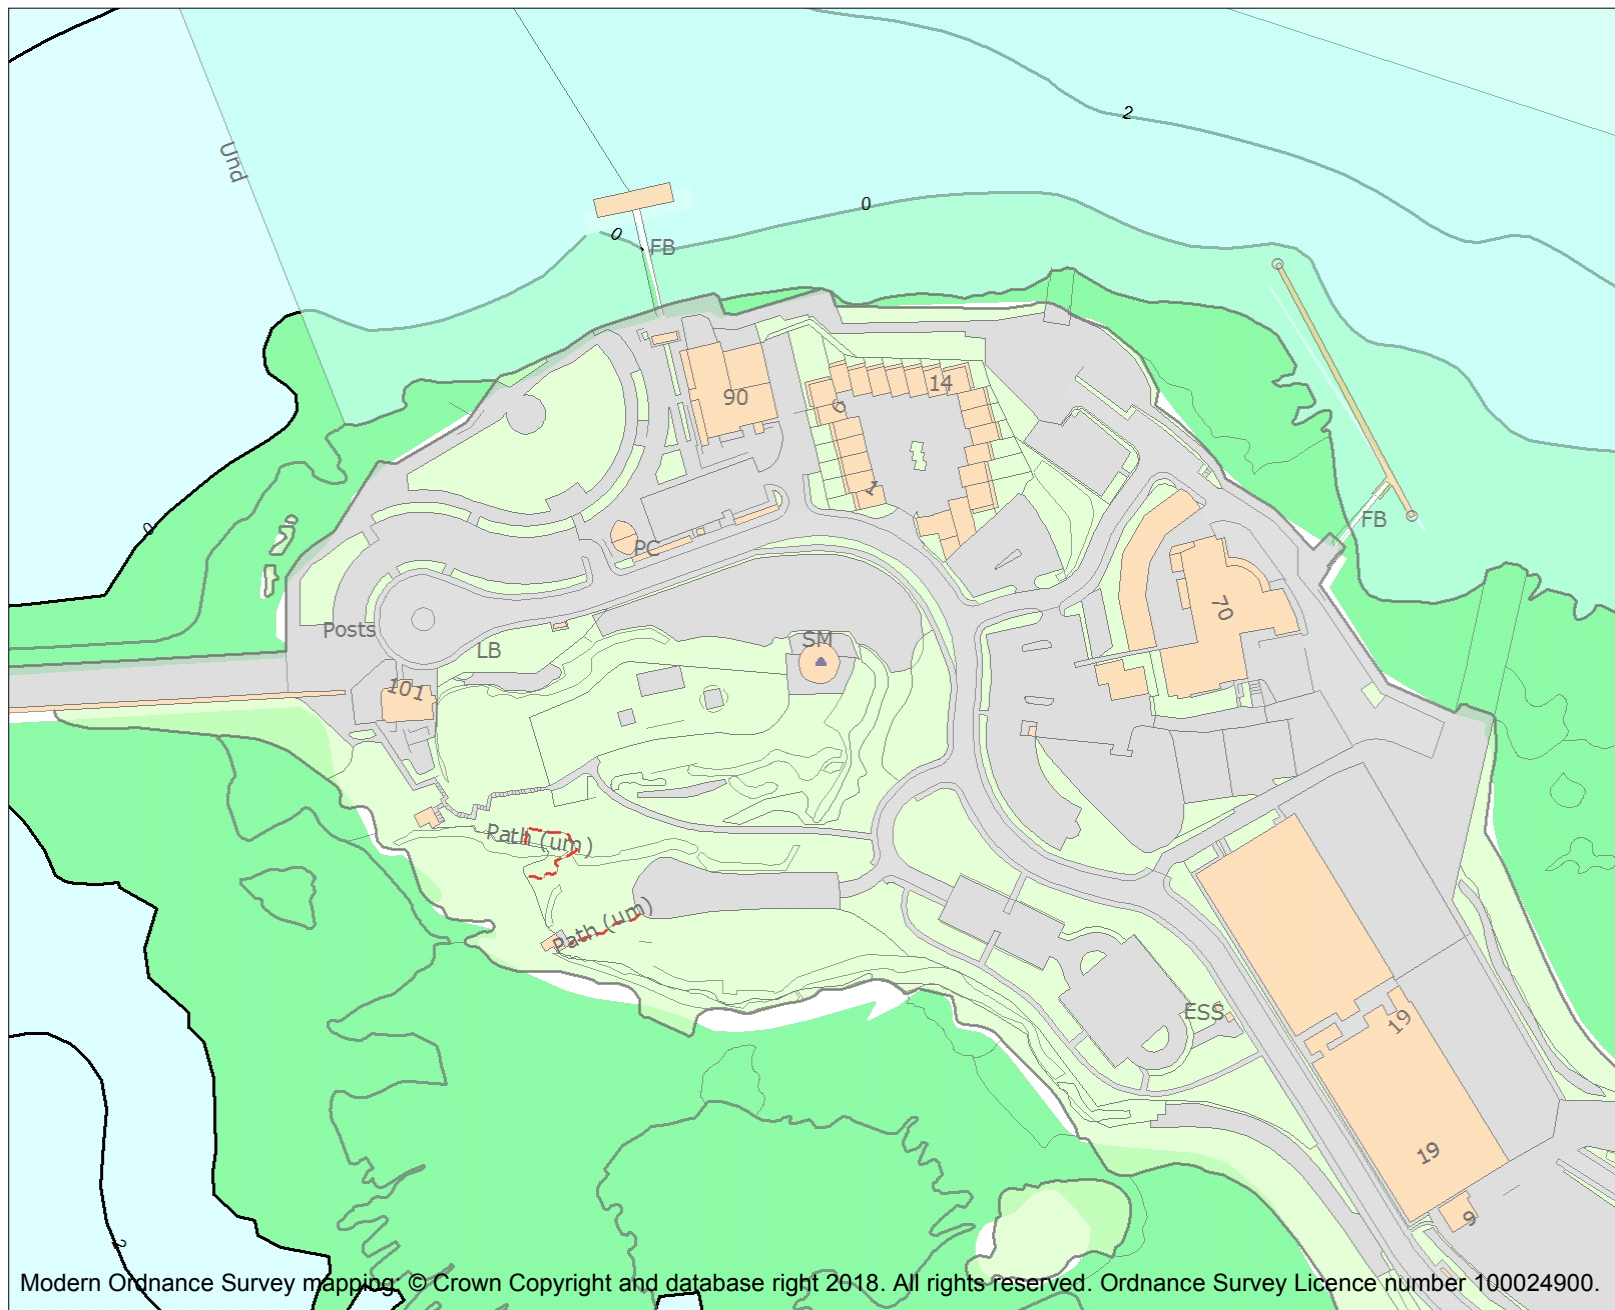 2
Und
0
0
FB
14
90
6
1
0
FB
PC
70
Posts
SM
LB
101
Path (um)
Path (um)
ESS
19
19
9
2
Modern Ordnance Survey mapping: © Crown Copyright and database right 2018. All rights reserved. Ordnance Survey Licence number 100024900.